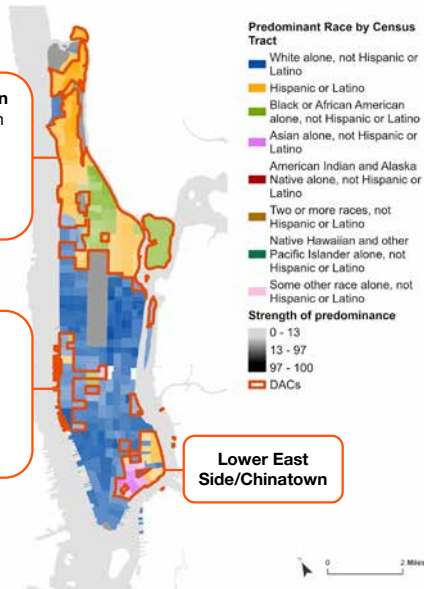 Predominant Race by Census
Tract
White alone, not Hispanic or
Latino
Hispanic or Latino
Black or African American
alone, not Hispanic or Latino
Asian alone, not Hispanic or
Latino
American Indian and Alaska
Native alone, not Hispanic or
Latino
Two or more races, not
Hispanic or Latino
Native Hawaiian and other
Pacific Islander alone, not
Hispanic or Latino
Some other race alone, not
Hispanic or Latino
Strength of predominance
0 - 13
13 - 97
97 - 100
DACs
Lower East
Side/Chinatown
0 2 Miles